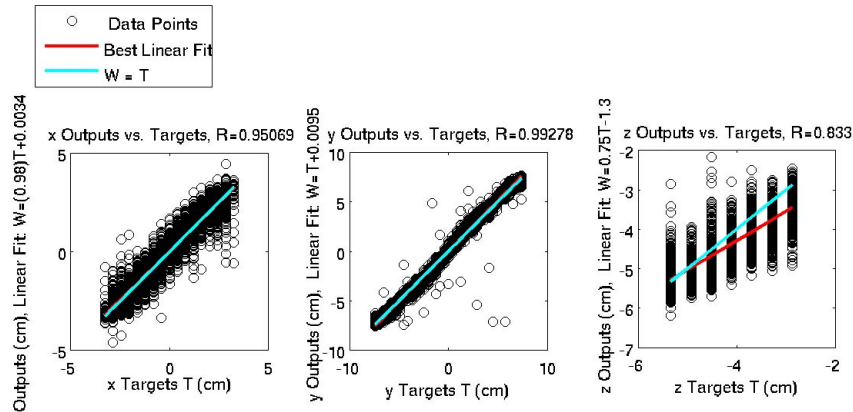 Data Points
Best Linear Fit
W = T
x Outputs vs. Targets, R=0.95069
Outputs (cm), Linear Fit: W=(0.98)T+0.0034
5
0
-5
-5
0
5
x Targets T (cm)
y Outputs vs. Targets, R=0.99278
y Outputs (cm), Linear Fit: W=T+0.0095
10
5
0
-5
-10
-10
0
10
y Targets T (cm)
z Outputs vs. Targets, R=0.833
z Outputs (cm), Linear Fit: W=0.75T-1.3
-2
-3
-4
-5
-6
-7
-6
-4
-2
z Targets T (cm)